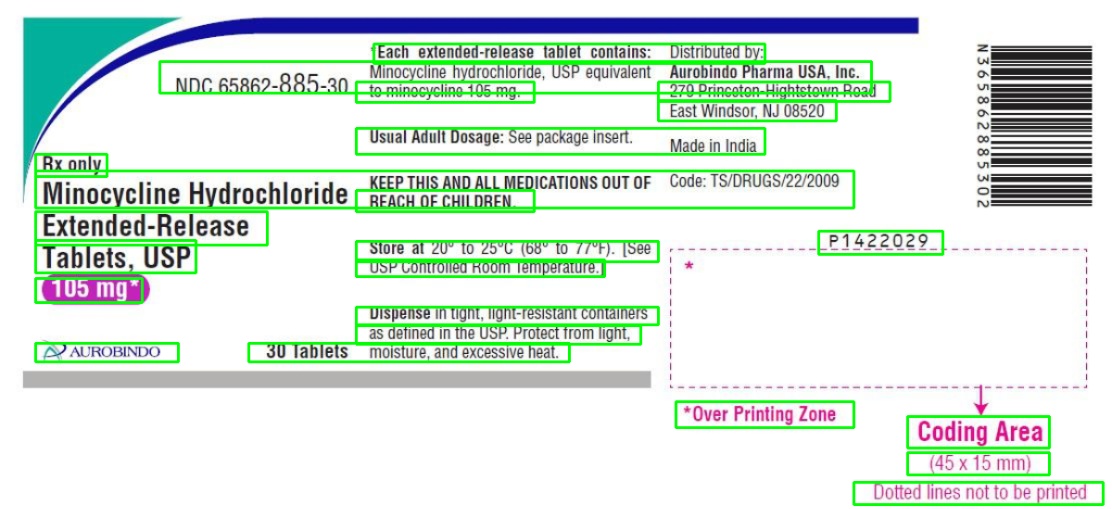 NDC 65862-885-30
Rx only
Minocycline Hydrochloride
Extended-Release
Tablets, USP
105 mg*
AUROBINDO
30 Tablets
*Each extended-release tablet contains:
Minocycline hydrochloride, USP equivalent
to minocycline 105 mg.
Usual Adult Dosage: See package insert.
KEEP THIS AND ALL MEDICATIONS OUT OF
REACH OF CHILDREN.
Store at 20° to 25°C (68° to 77°F). [See
USP Controlled Room Temperature.]
Dispense in tight, light-resistant containers
as defined in the USP. Protect from light,
moisture, and excessive heat.
Distributed by:
Aurobindo Pharma USA, Inc.
279 Princeton-Hightstown Road
East Windsor, NJ 08520
Made in India
Code: TS/DRUGS/22/2009
N3658628853​02
P1422029
*
*Over Printing Zone
Coding Area
(45 x 15 mm)
Dotted lines not to be printed